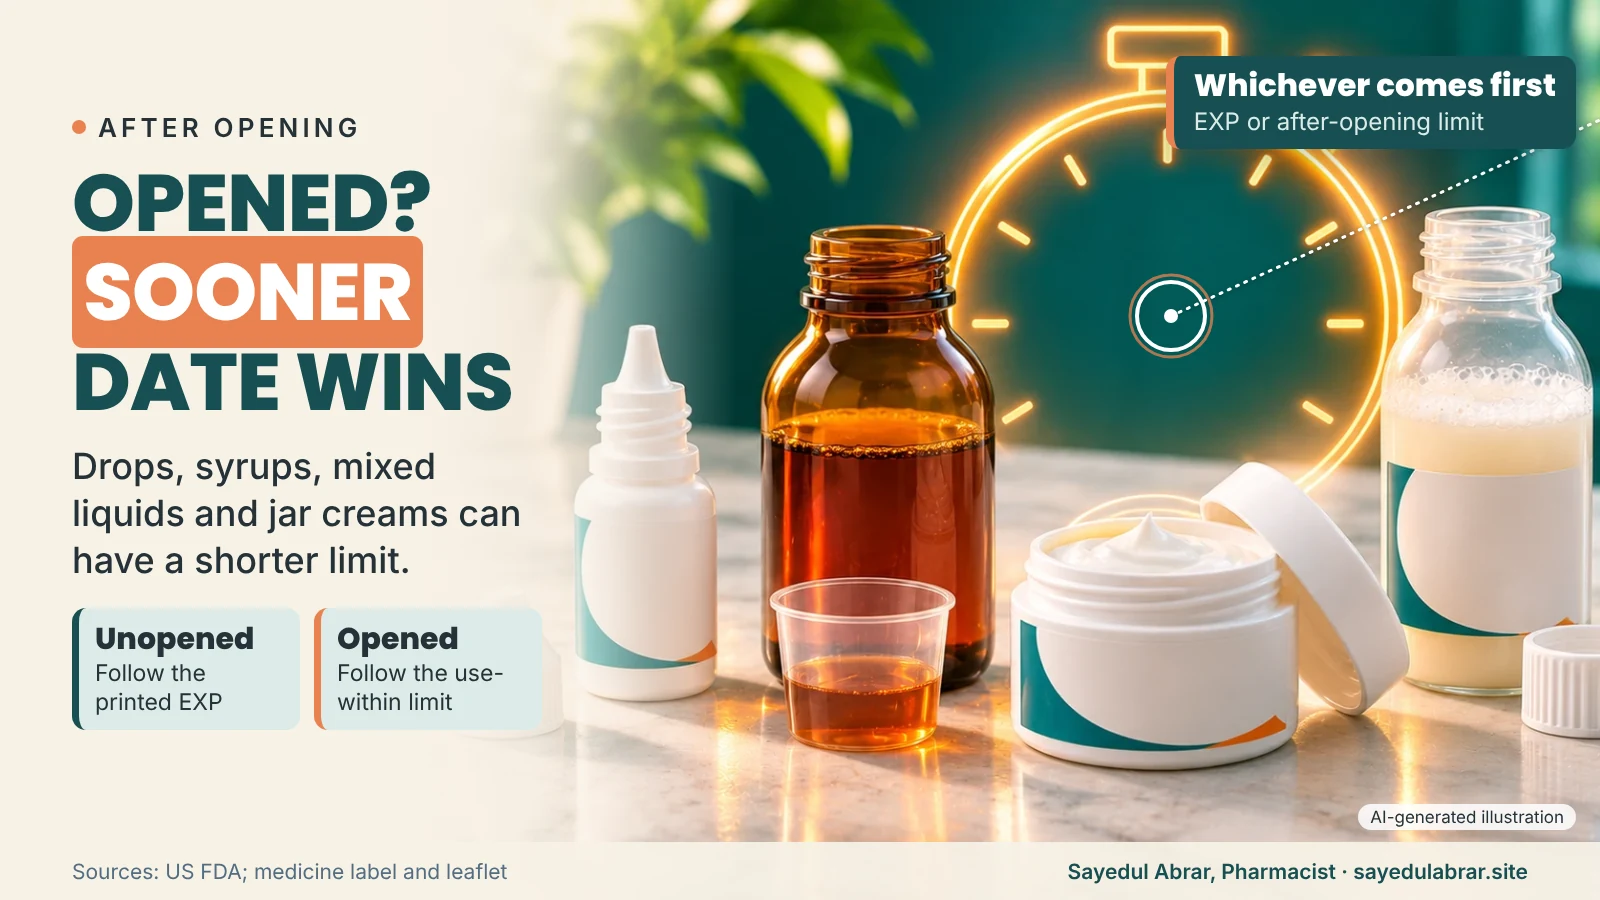 AFTER OPENING
OPENED?
SOONER
DATE WINS
Drops, syrups, mixed
liquids and jar creams can
have a shorter limit.
Unopened
Follow the
printed EXP
Opened
Follow the use-
within limit
Whichever comes first
EXP or after-opening limit
AI-generated illustration
Sources: US FDA; medicine label and leaflet
Sayedul Abrar, Pharmacist · sayedulabrar.site